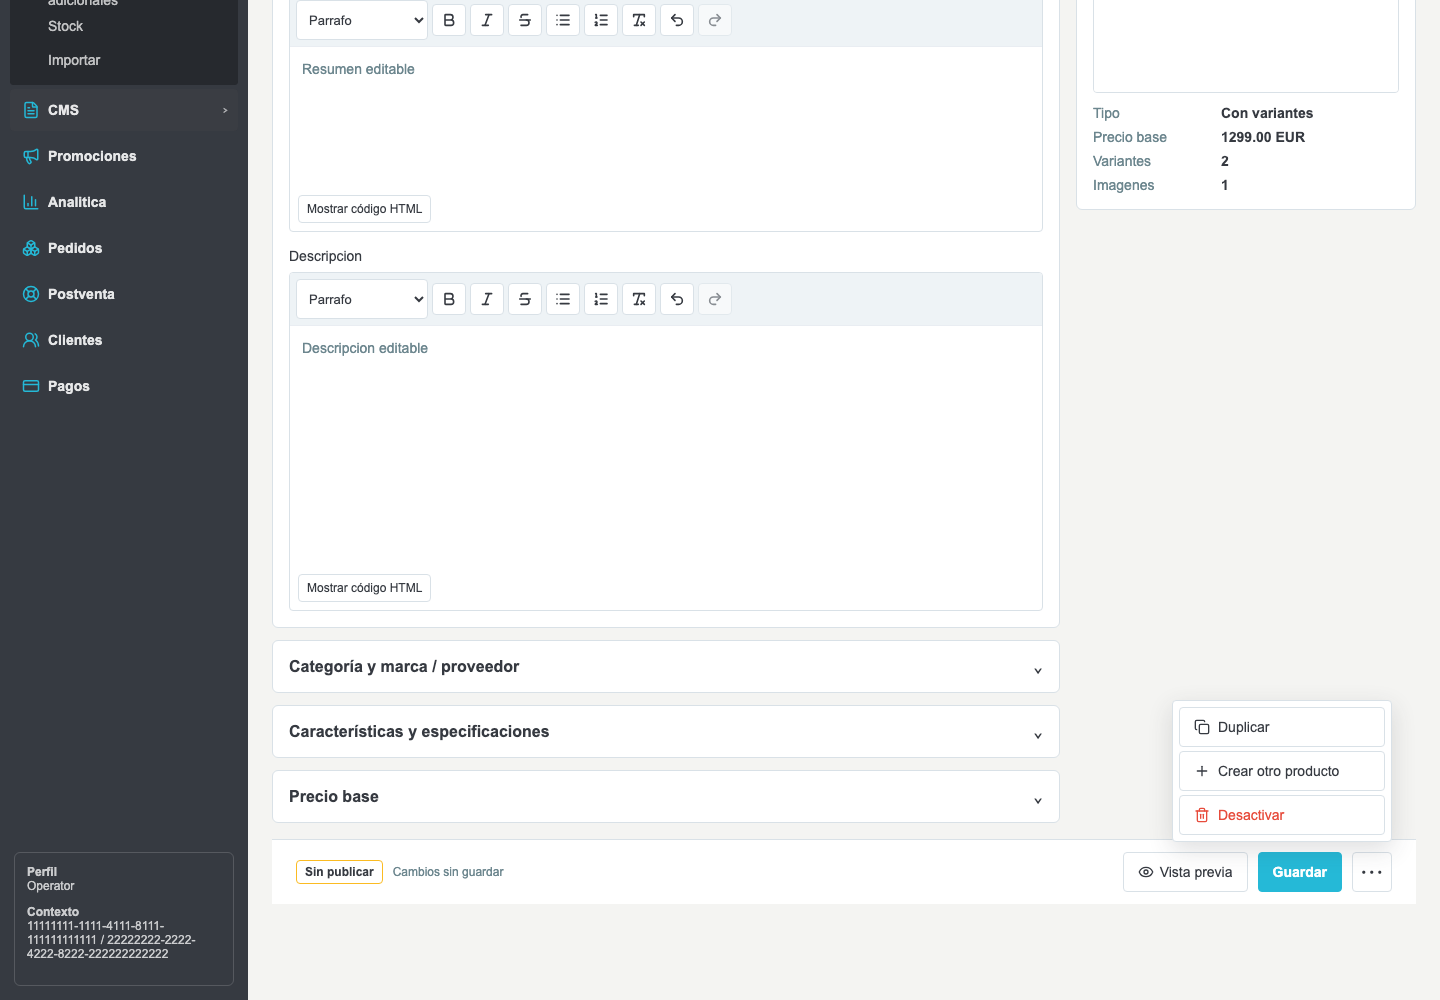 adicionales
Stock
Importar
CMS
Promociones
Analitica
Pedidos
Postventa
Clientes
Pagos
Perfil
Operator
Contexto
11111111-1111-4111-8111-
111111111111 / 22222222-2222-
4222-8222-222222222222
Parrafo
Resumen editable
Mostrar código HTML
Descripcion
Parrafo
Descripcion editable
Mostrar código HTML
Categoría y marca / proveedor
Características y especificaciones
Precio base
Tipo Con variantes
Precio base 1299.00 EUR
Variantes 2
Imagenes 1
Duplicar
Crear otro producto
Desactivar
Sin publicar Cambios sin guardar Vista previa Guardar